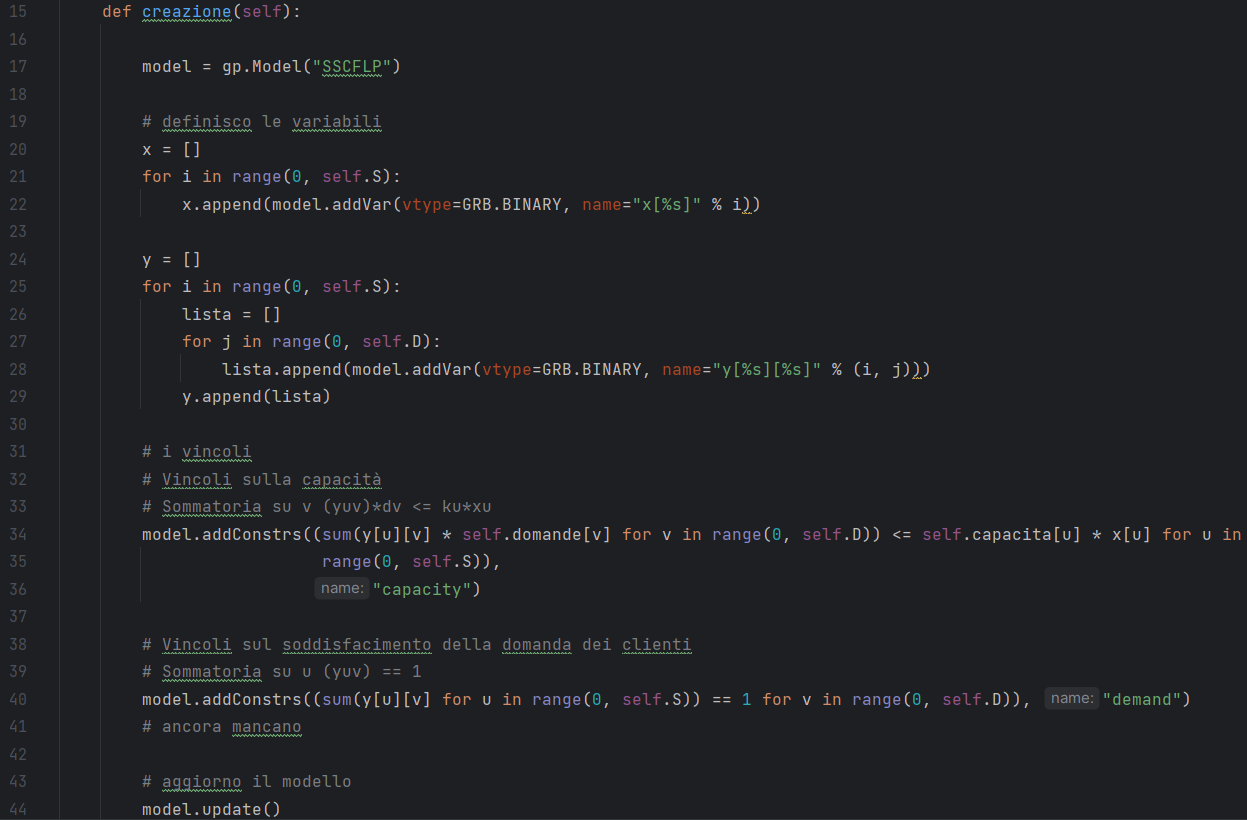 15 def creazione(self):
16
17 model = gp.Model("SSCFLP")
18
19 # definisco le variabili
20 x = []
21 for i in range(0, self.S):
22 x.append(model.addVar(vtype=GRB.BINARY, name="x[%s]" % i))
23
24 y = []
25 for i in range(0, self.S):
26 lista = []
27 for j in range(0, self.D):
28 lista.append(model.addVar(vtype=GRB.BINARY, name="y[%s][%s]" % (i, j)))
29 y.append(lista)
30
31 # i vincoli
32 # Vincoli sulla capacità
33 # Sommatoria su v (yuv)*dv <= ku*xu
34 model.addConstrs((sum(y[u][v] * self.domande[v] for v in range(0, self.D)) <= self.capacita[u] * x[u] for u in
35 range(0, self.S)),
36 name: "capacity")
37
38 # Vincoli sul soddisfacimento della domanda dei clienti
39 # Sommatoria su u (yuv) == 1
40 model.addConstrs((sum(y[u][v] for u in range(0, self.S)) == 1 for v in range(0, self.D)), name: "demand")
41 # ancora mancano
42
43 # aggiorno il modello
44 model.update()